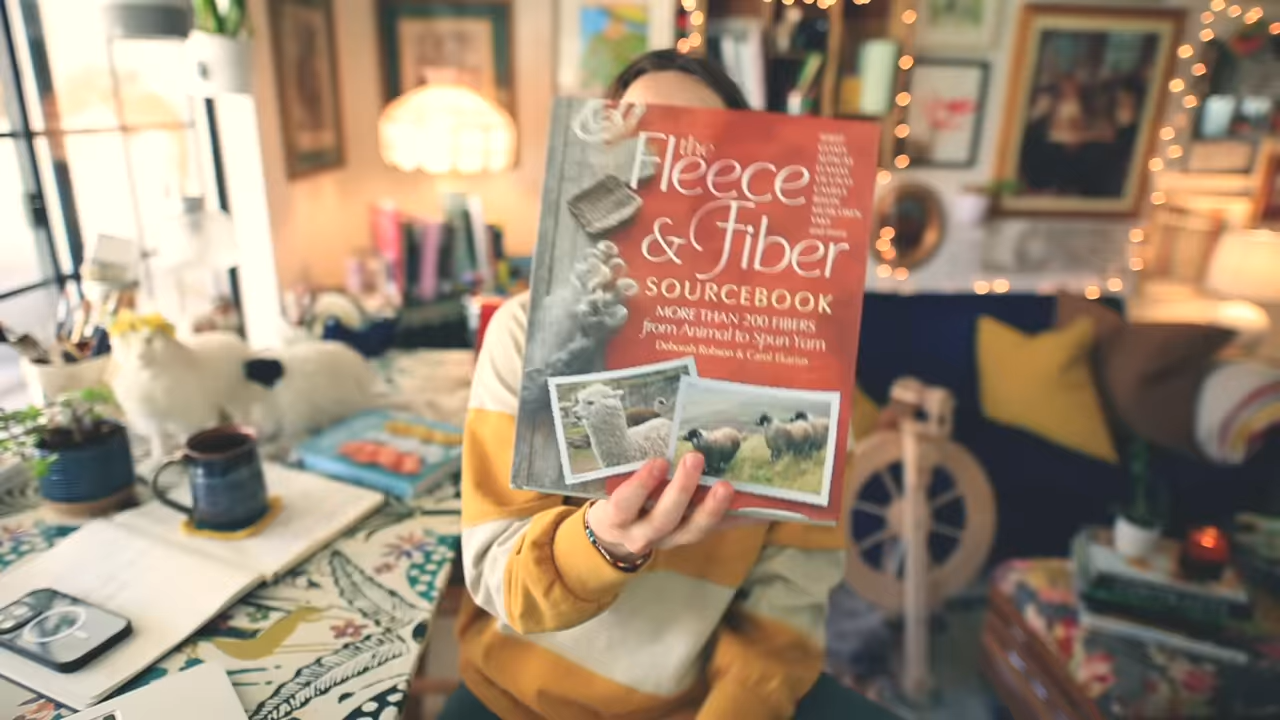 the
Fleece
& Fiber
SOURCEBOOK
MORE THAN 200 FIBERS
from Animal to Spun Yarn
Deborah Robson & Carol Ekarius